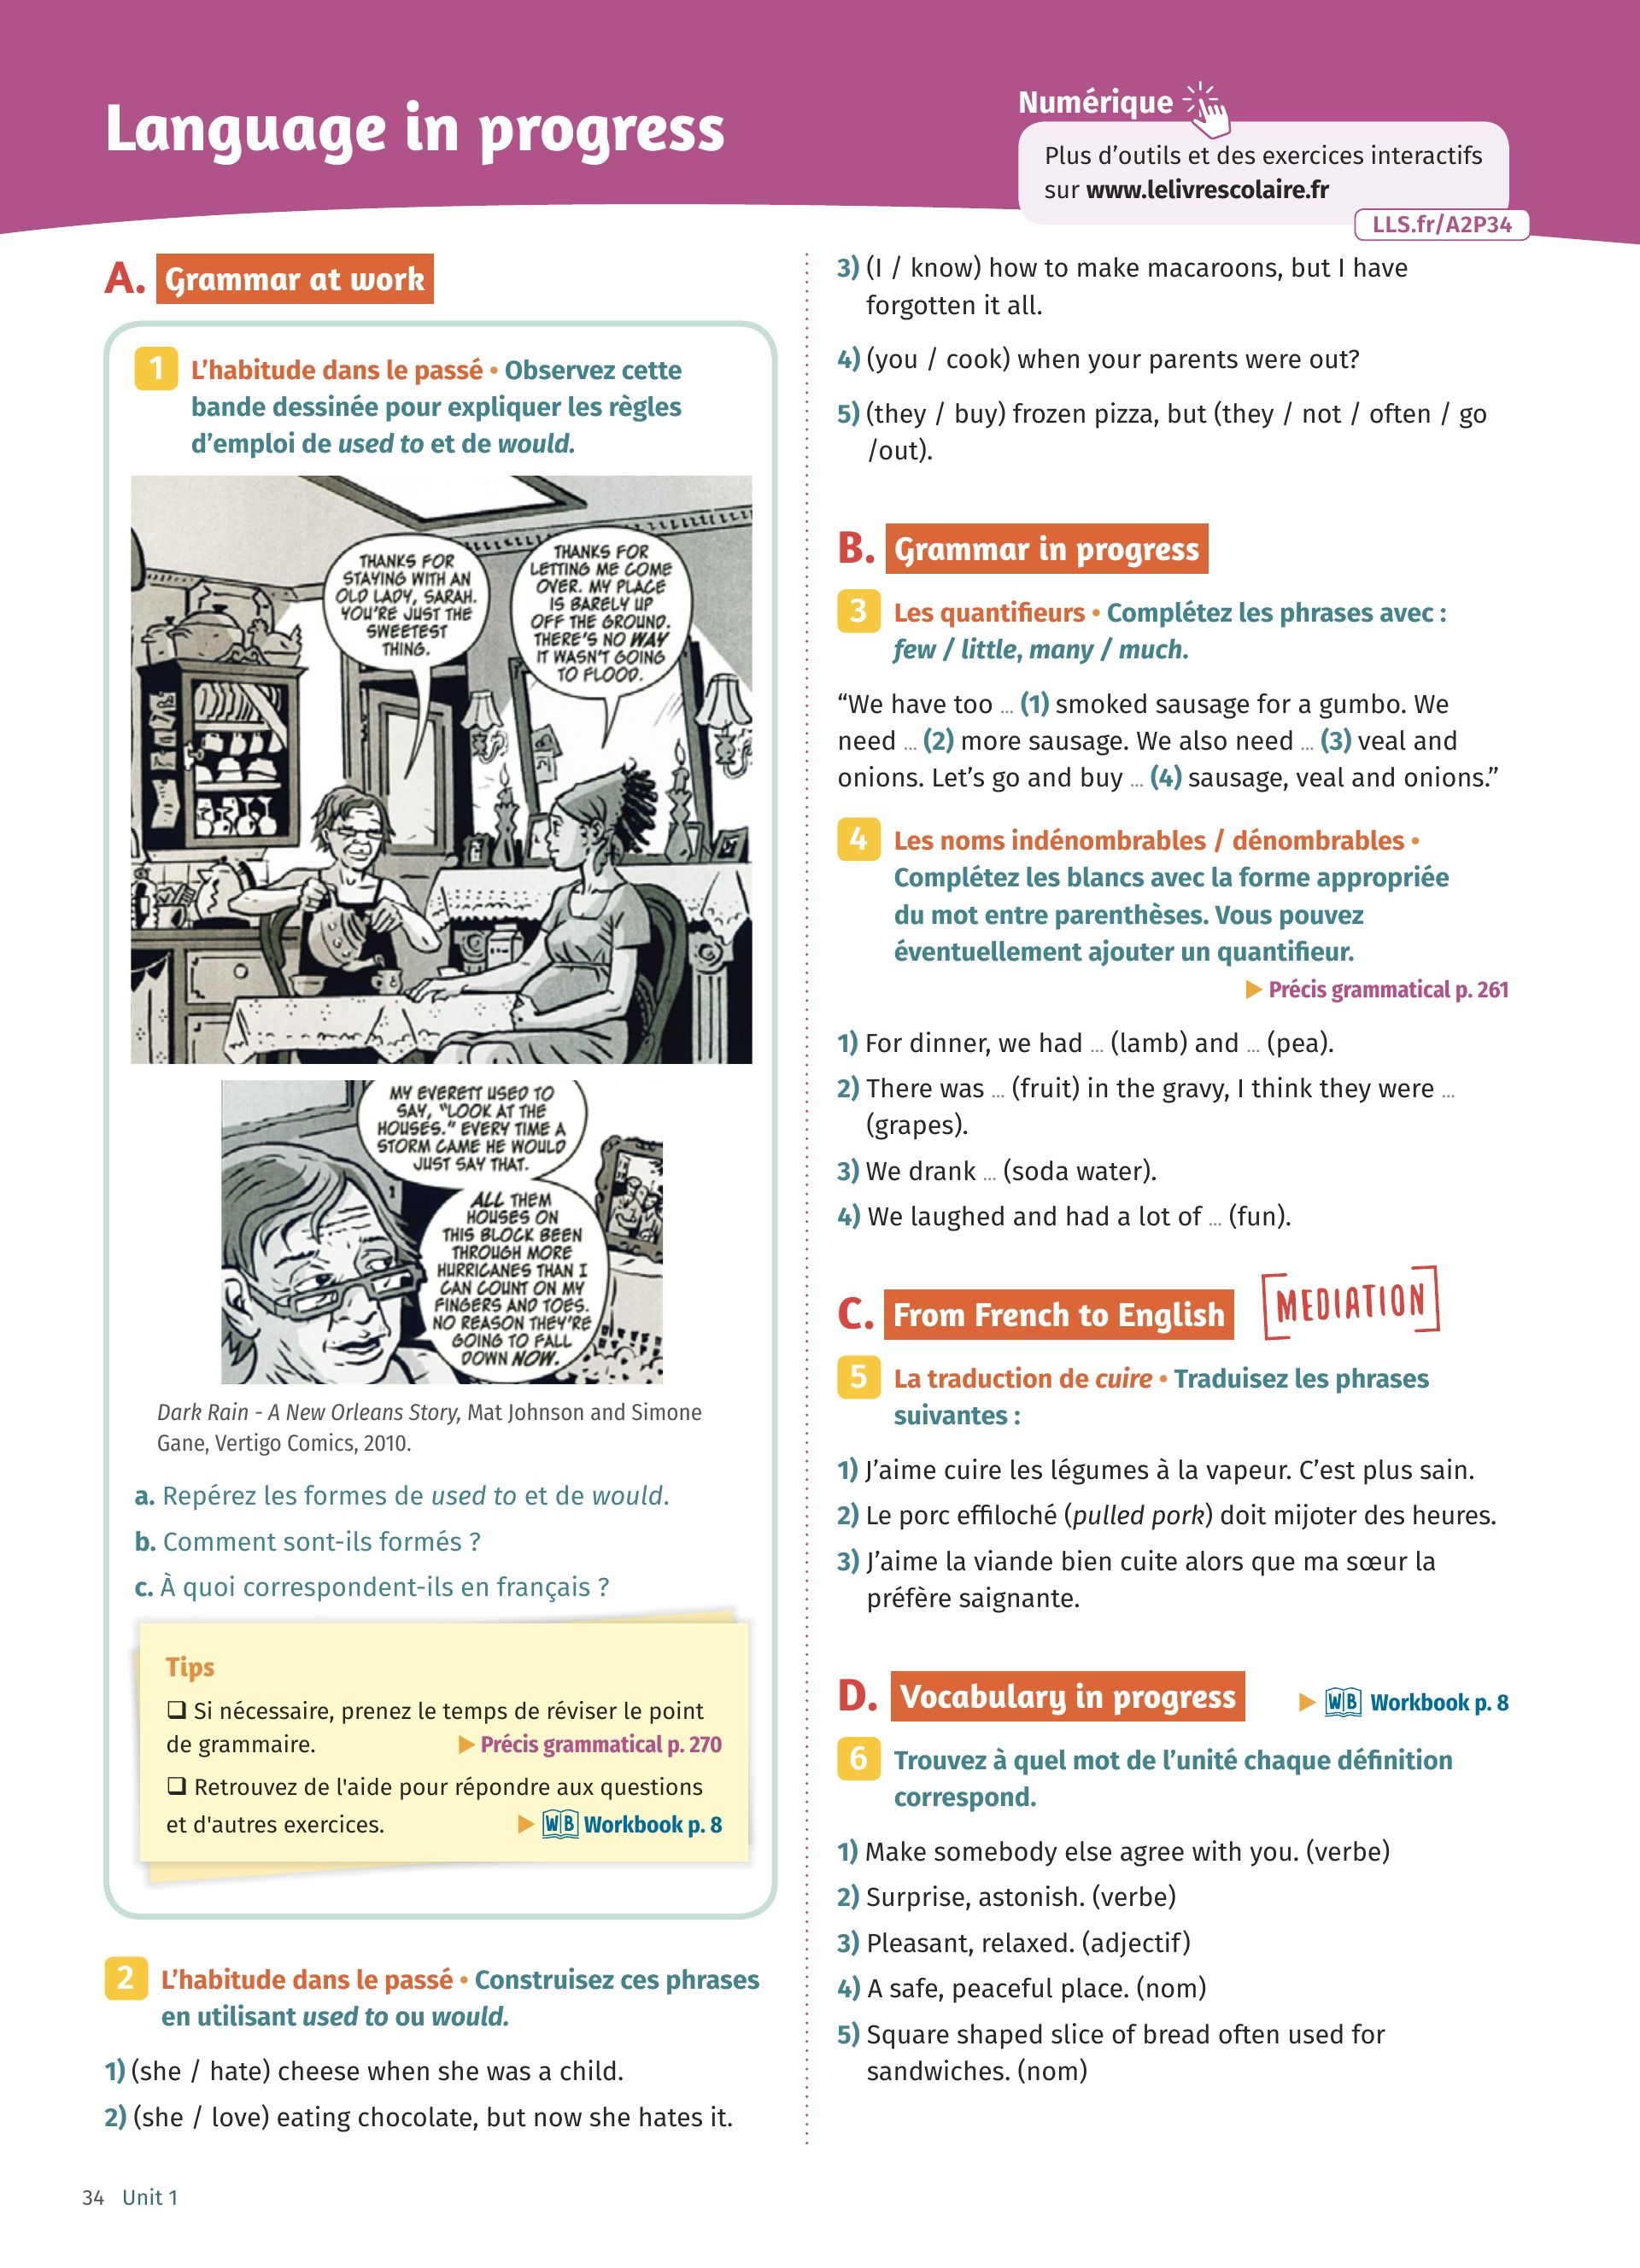 Language in progress
Numérique
Plus d’outils et des exercices interactifs
sur www.lelivrescolaire.fr
LLS.fr/A2P34
A. Grammar at work
1 L’habitude dans le passé • Observez cette
bande dessinée pour expliquer les règles
d’emploi de used to et de would.
THANKS FOR
STAYING WITH AN
OLD LADY, SARAH.
YOU'RE JUST THE
SWEETEST
THING.
THANKS FOR
LETTING ME COME
OVER. MY PLACE
IS BARELY UP
OFF THE GROUND.
THERE'S NO WAY
IT WASN'T GOING
TO FLOOD.
MY EVERETT USED TO
SAY, "LOOK AT THE
HOUSES." EVERY TIME A
STORM CAME HE WOULD
JUST SAY THAT.
ALL THEM
HOUSES ON
THIS BLOCK BEEN
THROUGH MORE
HURRICANES THAN I
CAN COUNT ON MY
FINGERS AND TOES.
NO REASON THEY'RE
GOING TO FALL
DOWN NOW.
Dark Rain - A New Orleans Story, Mat Johnson and Simone
Gane, Vertigo Comics, 2010.
a. Repérez les formes de used to et de would.
b. Comment sont-ils formés ?
c. À quoi correspondent-ils en français ?
Tips
❑ Si nécessaire, prenez le temps de réviser le point
de grammaire. ▶ Précis grammatical p. 270
❑ Retrouvez de l'aide pour répondre aux questions
et d'autres exercices. ▶ WB Workbook p. 8
2 L’habitude dans le passé • Construisez ces phrases
en utilisant used to ou would.
1) (she / hate) cheese when she was a child.
2) (she / love) eating chocolate, but now she hates it.
3) (I / know) how to make macaroons, but I have
forgotten it all.
4) (you / cook) when your parents were out?
5) (they / buy) frozen pizza, but (they / not / often / go
/out).
B. Grammar in progress
3 Les quantifieurs • Complétez les phrases avec :
few / little, many / much.
“We have too ... (1) smoked sausage for a gumbo. We
need ... (2) more sausage. We also need ... (3) veal and
onions. Let’s go and buy ... (4) sausage, veal and onions.”
4 Les noms indénombrables / dénombrables •
Complétez les blancs avec la forme appropriée
du mot entre parenthèses. Vous pouvez
éventuellement ajouter un quantifieur.
▶ Précis grammatical p. 261
1) For dinner, we had ... (lamb) and ... (pea).
2) There was ... (fruit) in the gravy, I think they were ...
(grapes).
3) We drank ... (soda water).
4) We laughed and had a lot of ... (fun).
C. From French to English [MEDIATION]
5 La traduction de cuire • Traduisez les phrases
suivantes :
1) J’aime cuire les légumes à la vapeur. C’est plus sain.
2) Le porc effiloché (pulled pork) doit mijoter des heures.
3) J’aime la viande bien cuite alors que ma sœur la
préfère saignante.
D. Vocabulary in progress ▶ WB Workbook p. 8
6 Trouvez à quel mot de l’unité chaque définition
correspond.
1) Make somebody else agree with you. (verbe)
2) Surprise, astonish. (verbe)
3) Pleasant, relaxed. (adjectif)
4) A safe, peaceful place. (nom)
5) Square shaped slice of bread often used for
sandwiches. (nom)
34 Unit 1